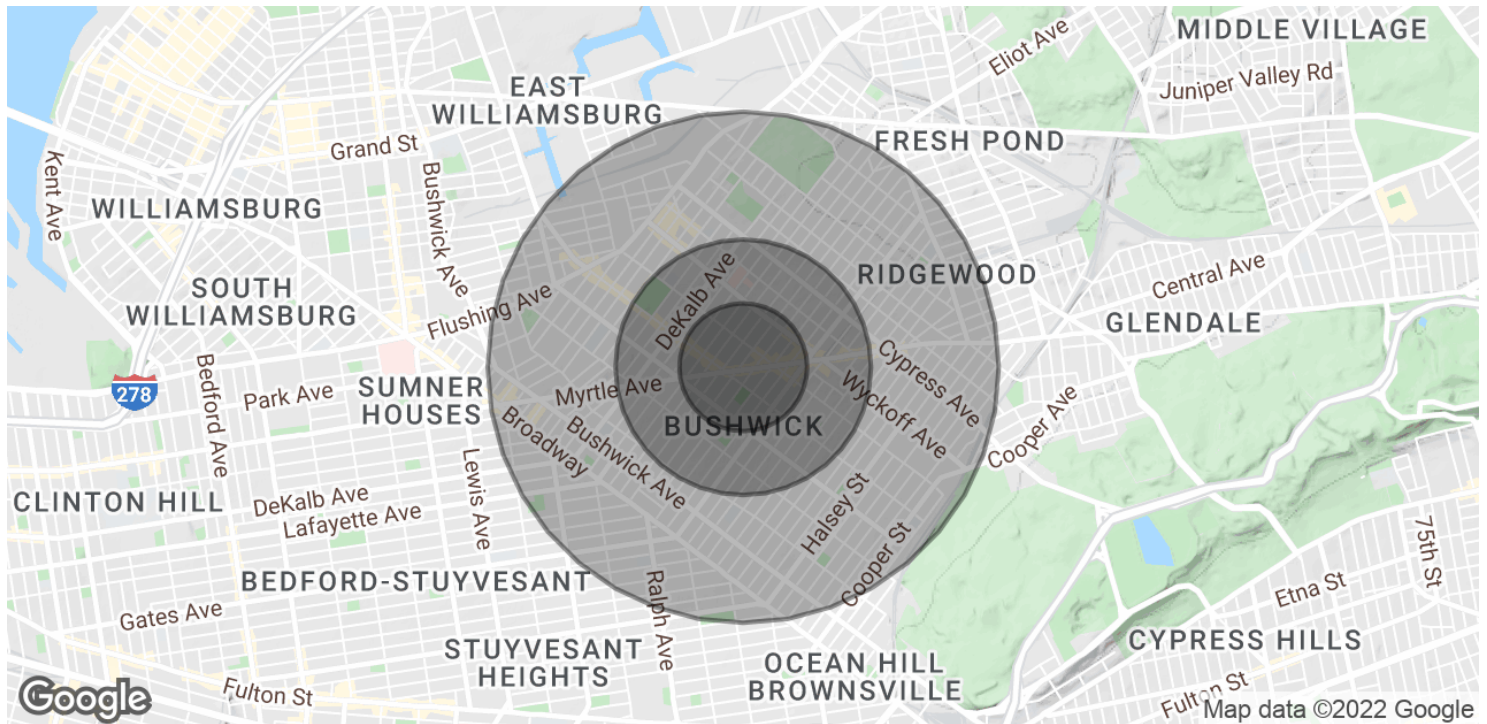 MIDDLE VILLAGE
Eliot Ave
Juniper Valley Rd
EAST
WILLIAMSBURG
FRESH POND
Grand St
Kent Ave
Bushwick Ave
WILLIAMSBURG
RIDGEWOOD
DeKalb Ave
Central Ave
SOUTH
WILLIAMSBURG
Flushing Ave
GLENDALE
278
Bedford Ave
Park Ave
SUMNER
HOUSES
Myrtle Ave
Cypress Ave
Wyckoff Ave
BUSHWICK
Broadway
Bushwick Ave
Cooper Ave
CLINTON HILL
DeKalb Ave
Lafayette Ave
Lewis Ave
Halsey St
Cooper St
75th St
BEDFORD-STUYVESANT
Ralph Ave
Etna St
Gates Ave
CYPRESS HILLS
STUYVESANT
HEIGHTS
OCEAN HILL
BROWNSVILLE
Fulton St
Fulton St
Google
Map data ©2022 Google